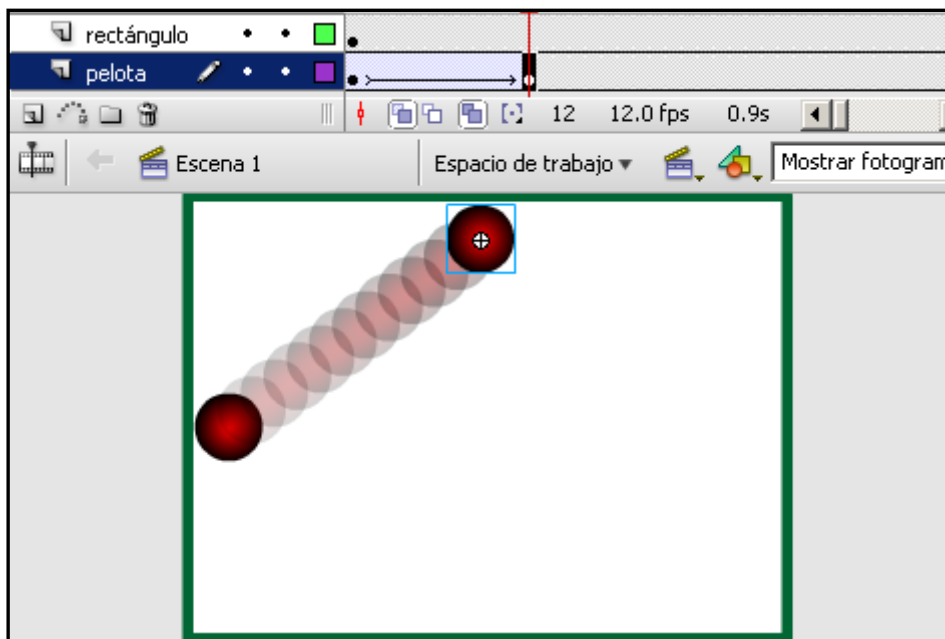 rectángulo
pelota
12 12.0 fps 0.9s
Escena 1 Espacio de trabajo Mostrar fotogram